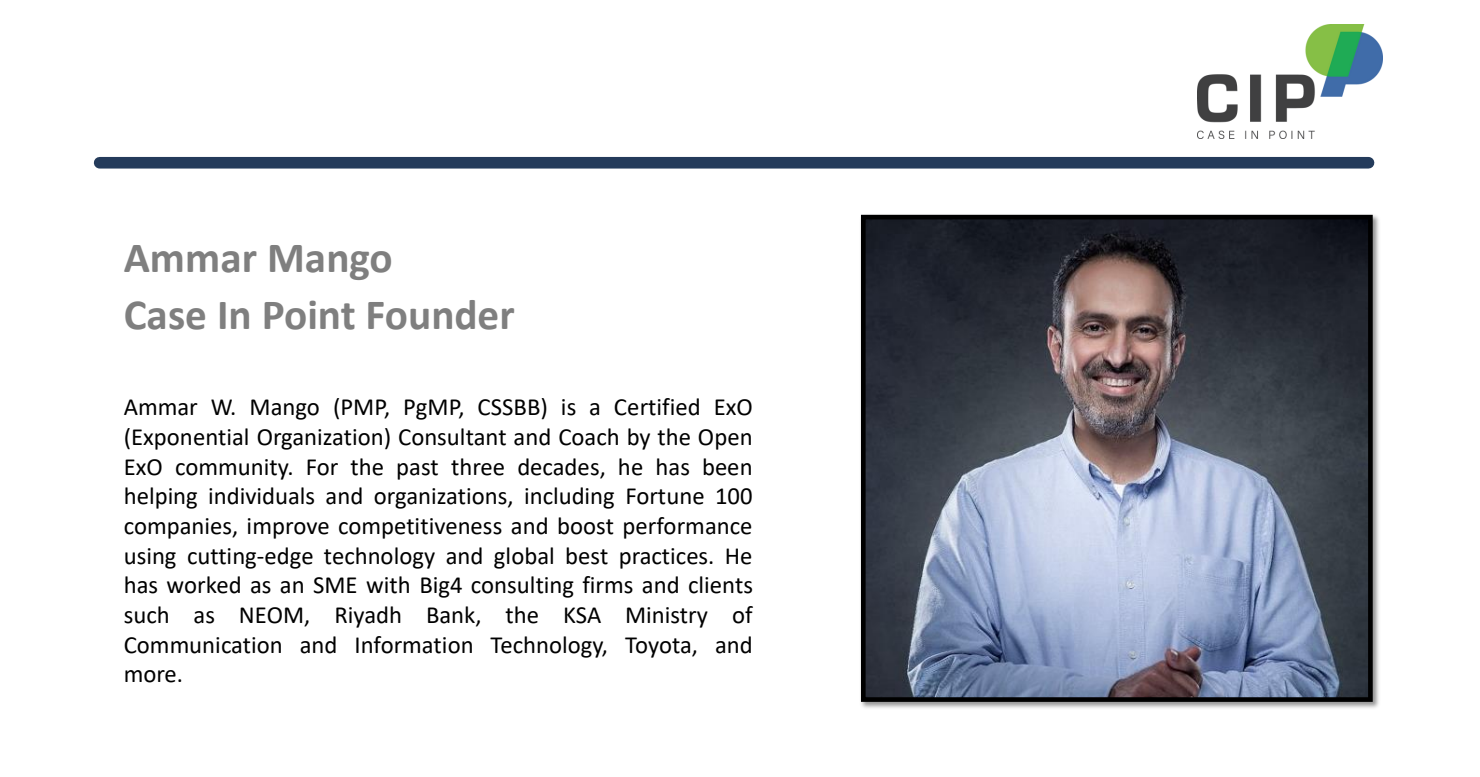 CIP
CASE IN POINT
Ammar Mango
Case In Point Founder
Ammar W. Mango (PMP, PgMP, CSSBB) is a Certified ExO
(Exponential Organization) Consultant and Coach by the Open
ExO community. For the past three decades, he has been
helping individuals and organizations, including Fortune 100
companies, improve competitiveness and boost performance
using cutting-edge technology and global best practices. He
has worked as an SME with Big4 consulting firms and clients
such as NEOM, Riyadh Bank, the KSA Ministry of
Communication and Information Technology, Toyota, and
more.